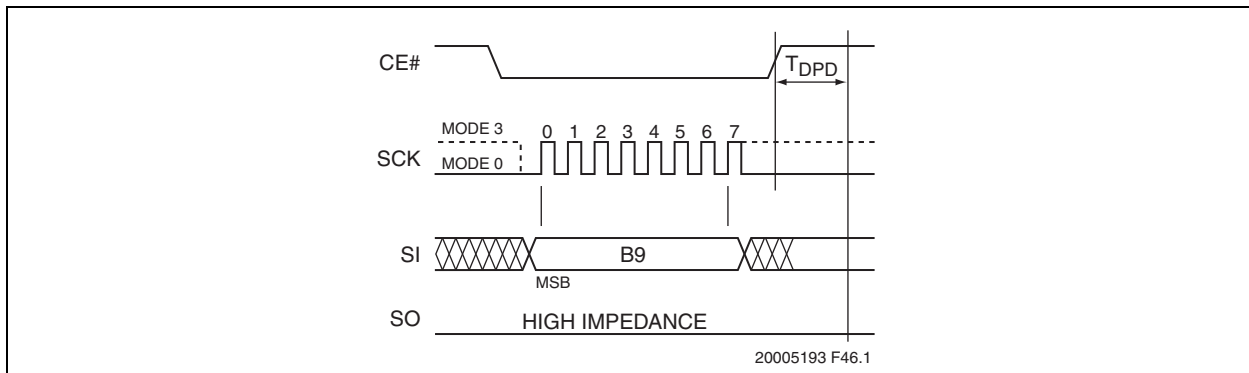 CE#
TDPD
MODE 3
0 1 2 3 4 5 6 7
SCK
MODE 0
SI
B9
MSB
SO
HIGH IMPEDANCE
20005193 F46.1